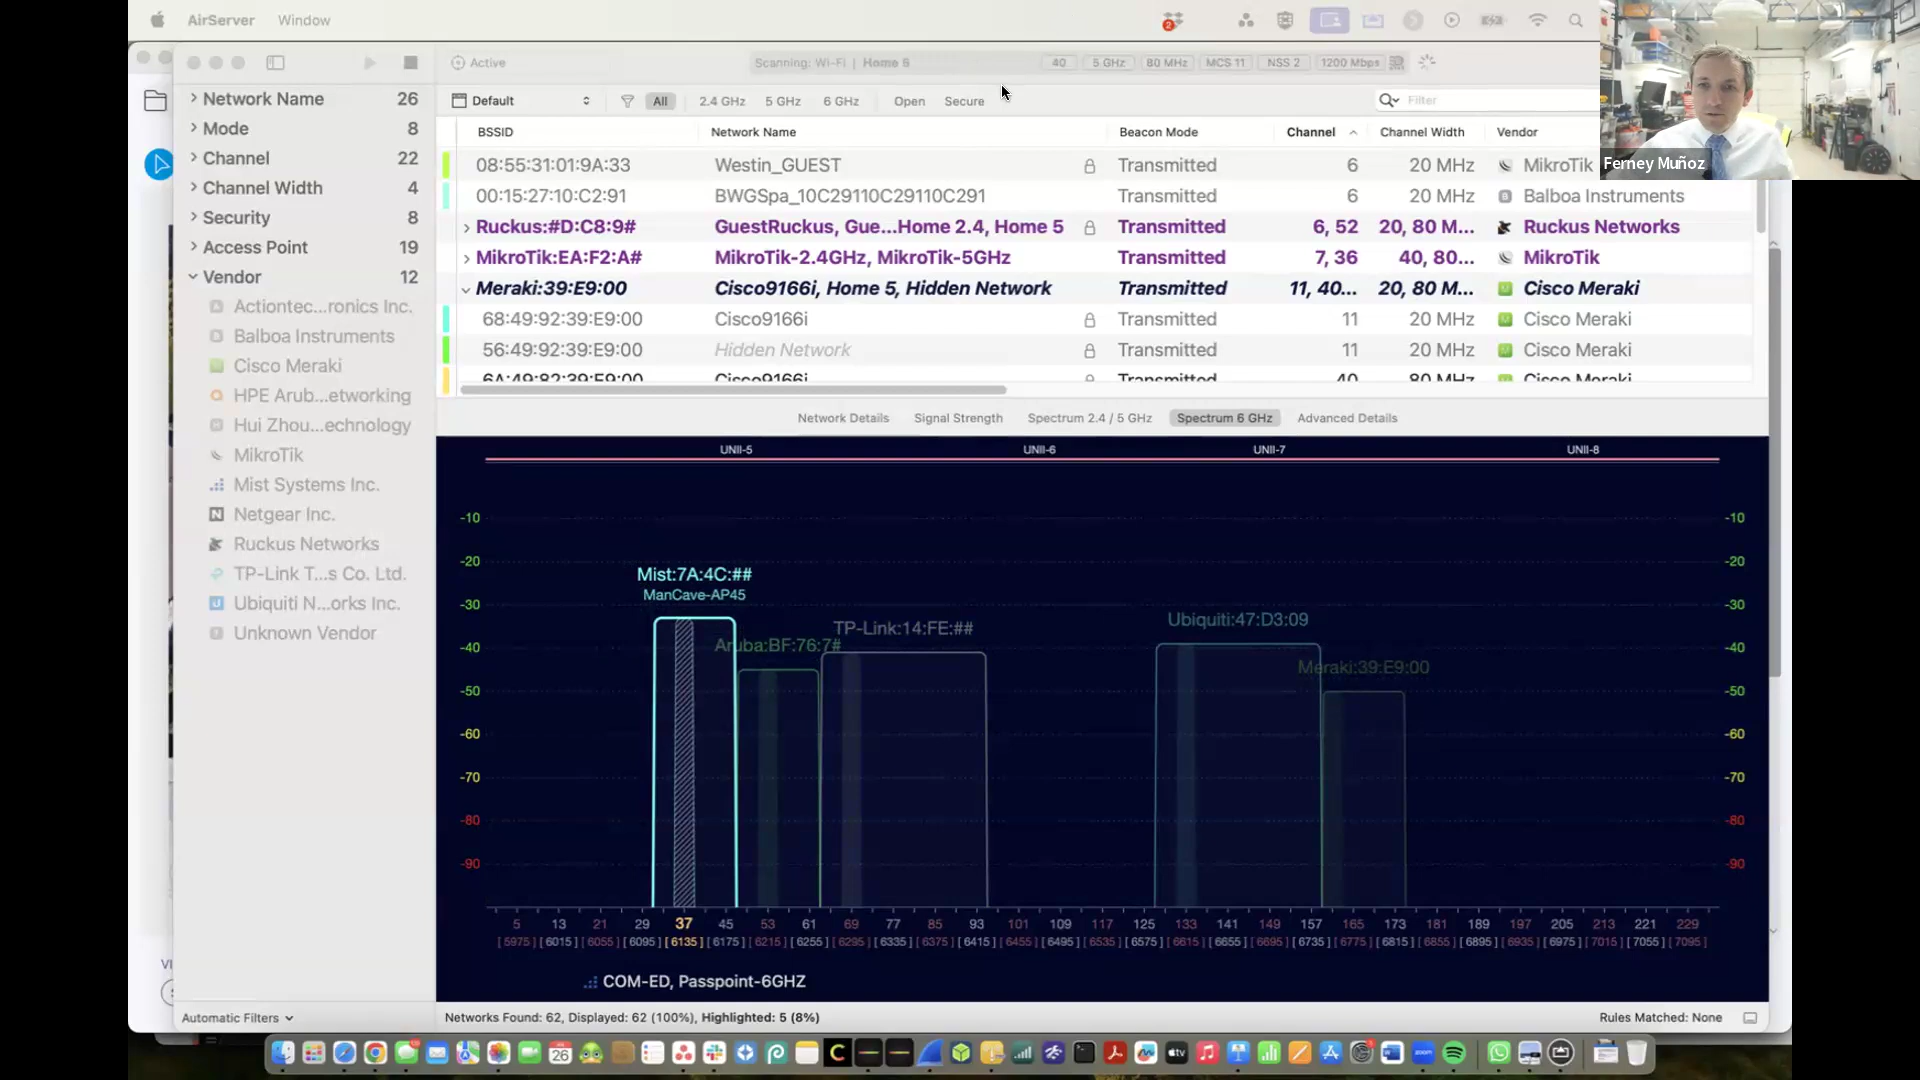 AirServer Window
2
Active
Scanning: Wi-Fi | Home 5 40 5 GHz 80 MHz MCS 11 NSS 2 1200 Mbps
Ferney Muñoz
Network Name 26
Mode 8
Channel 22
Channel Width 4
Security 8
Access Point 19
Vendor 12
Actiontec...ronics Inc.
Balboa Instruments
Cisco Meraki
HPE Arub...etworking
Hui Zhou...echnology
MikroTik
Mist Systems Inc.
Netgear Inc.
Ruckus Networks
TP-Link T...s Co. Ltd.
Ubiquiti N...orks Inc.
Unknown Vendor
Automatic Filters
Default All 2.4 GHz 5 GHz 6 GHz Open Secure Filter
BSSID Network Name Beacon Mode Channel Channel Width Vendor
08:55:31:01:9A:33 Westin_GUEST Transmitted 6 20 MHz MikroTik
00:15:27:10:C2:91 BWGSpa_10C29110C29110C291 Transmitted 6 20 MHz Balboa Instruments
Ruckus:#D:C8:9# GuestRuckus, Gue...Home 2.4, Home 5 Transmitted 6, 52 20, 80 M... Ruckus Networks
MikroTik:EA:F2:A# MikroTik-2.4GHz, MikroTik-5GHz Transmitted 7, 36 40, 80... MikroTik
Meraki:39:E9:00 Cisco9166i, Home 5, Hidden Network Transmitted 11, 40... 20, 80 M... Cisco Meraki
68:49:92:39:E9:00 Cisco9166i Transmitted 11 20 MHz Cisco Meraki
56:49:92:39:E9:00 Hidden Network Transmitted 11 20 MHz Cisco Meraki
6A:49:82:39:E9:00 Cisco9166i Transmitted 40 80 MHz Cisco Meraki
Network Details Signal Strength Spectrum 2.4 / 5 GHz Spectrum 6 GHz Advanced Details
UNII-5 UNII-6 UNII-7 UNII-8
-10 -10
-20 -20
Mist:7A:4C:##
ManCave-AP45
-30 -30
Ubiquiti:47:D3:09
TP-Link:14:FE:##
Aruba:BF:76:7#
-40 -40
Meraki:39:E9:00
-50 -50
-60 -60
-70 -70
-80 -80
-90 -90
5 13 21 29 37 45 53 61 69 77 85 93 101 109 117 125 133 141 149 157 165 173 181 189 197 205 213 221 229
[5975] [6015] [6055] [6095] [6135] [6175] [6215] [6255] [6295] [6335] [6375] [6415] [6455] [6495] [6535] [6575] [6615] [6655] [6695] [6735] [6775] [6815] [6855] [6895] [6935] [6975] [7015] [7055] [7095]
COM-ED, Passpoint-6GHZ
Networks Found: 62, Displayed: 62 (100%), Highlighted: 5 (8%) Rules Matched: None
26